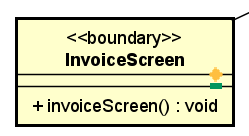 <<boundary>>
InvoiceScreen
+ invoiceScreen() : void